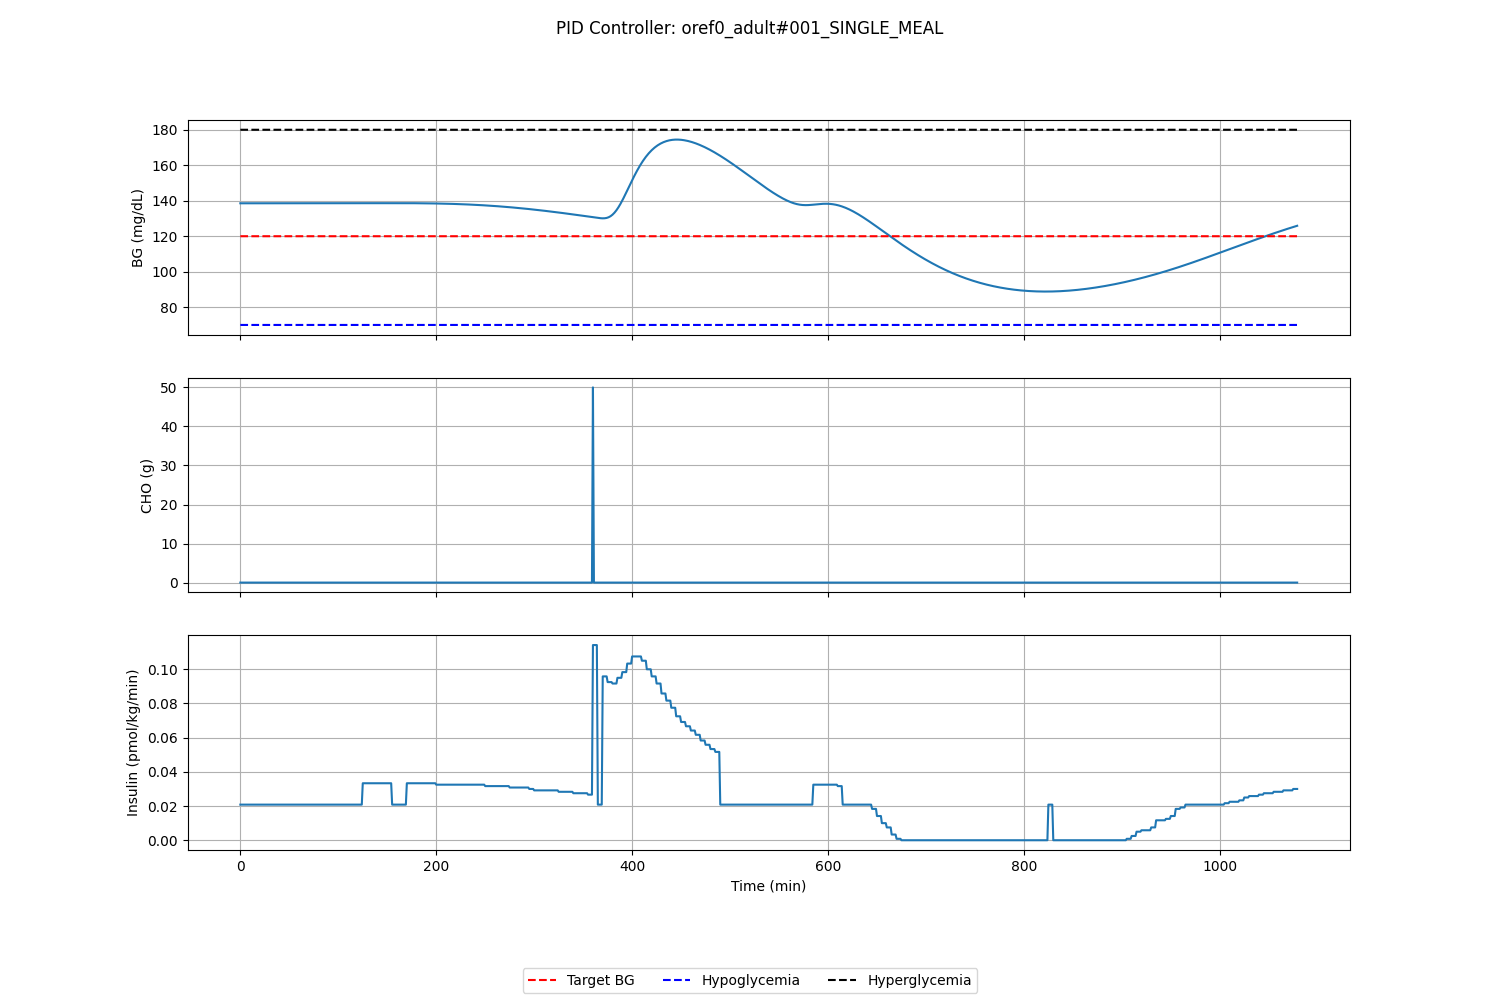 PID Controller: oref0_adult#001_SINGLE_MEAL
180
160
140
120
100
80
BG (mg/dL)
50
40
30
20
10
0
CHO (g)
0.10
0.08
0.06
0.04
0.02
0.00
Insulin (pmol/kg/min)
0 200 400 600 800 1000
Time (min)
Target BG Hypoglycemia Hyperglycemia